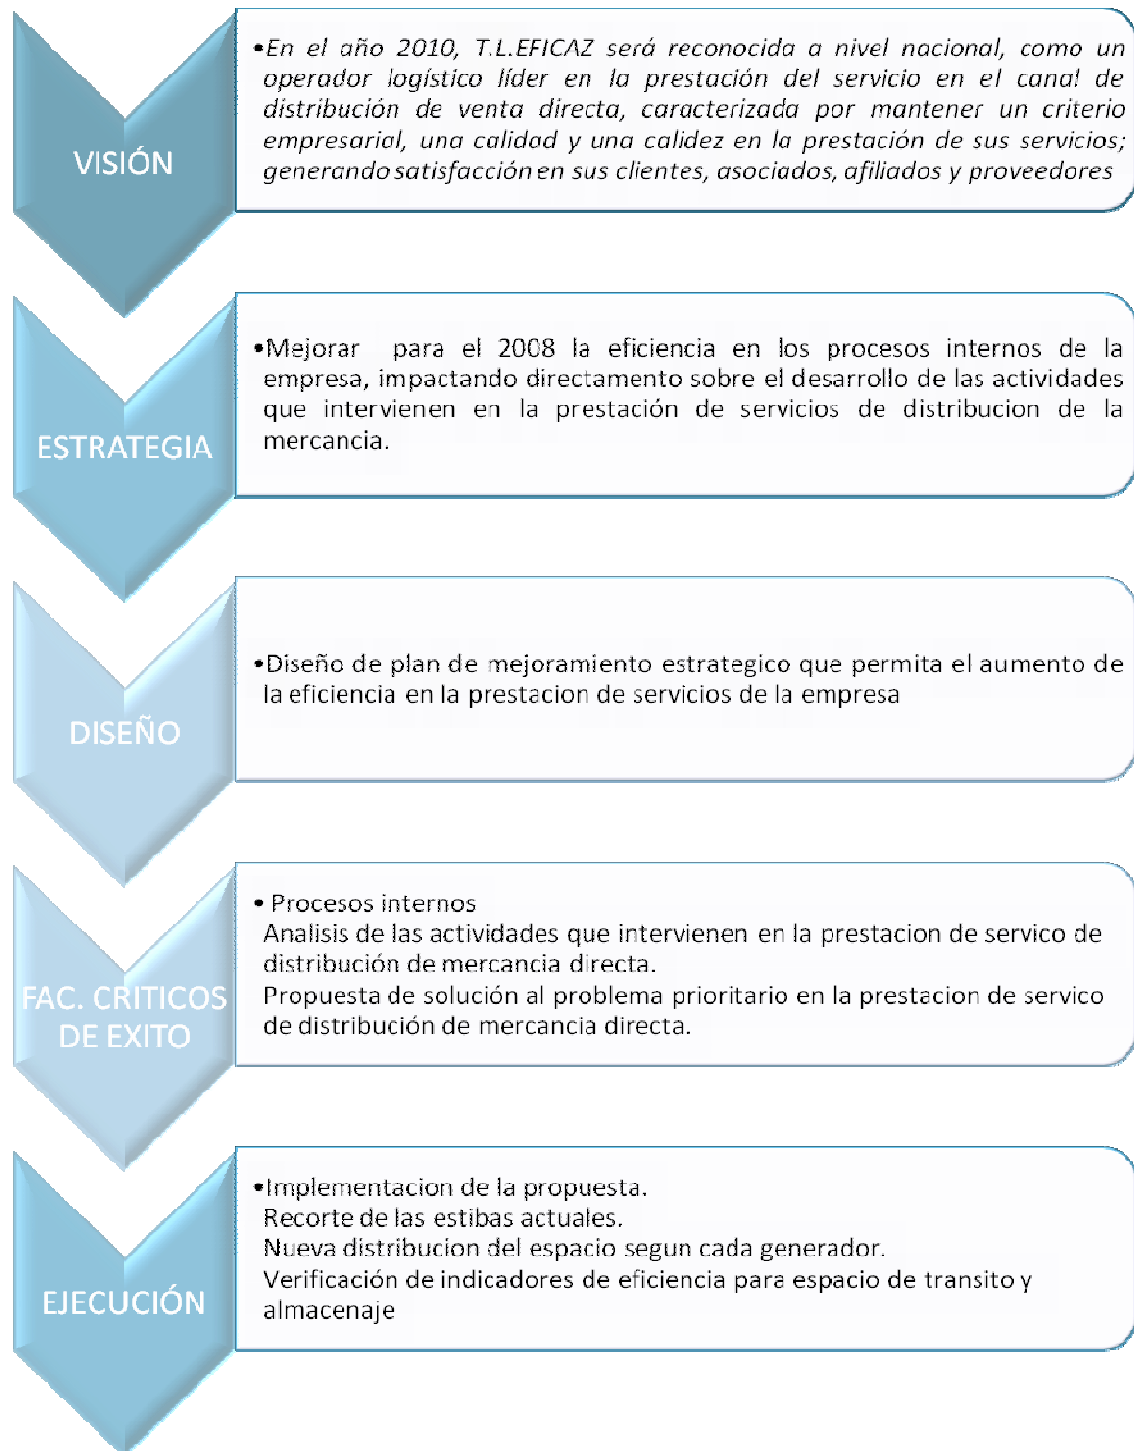 VISIÓN
•En el año 2010, T.L.EFICAZ será reconocida a nivel nacional, como un
operador logístico líder en la prestación del servicio en el canal de
distribución de venta directa, caracterizada por mantener un criterio
empresarial, una calidad y una calidez en la prestación de sus servicios;
generando satisfacción en sus clientes, asociados, afiliados y proveedores
ESTRATEGIA
•Mejorar para el 2008 la eficiencia en los procesos internos de la
empresa, impactando directamento sobre el desarrollo de las actividades
que intervienen en la prestación de servicios de distribucion de la
mercancia.
DISEÑO
•Diseño de plan de mejoramiento estrategico que permita el aumento de
la eficiencia en la prestacion de servicios de la empresa
FAC. CRITICOS
DE EXITO
• Procesos internos
Analisis de las actividades que intervienen en la prestacion de servico de
distribución de mercancia directa.
Propuesta de solución al problema prioritario en la prestacion de servico
de distribución de mercancia directa.
EJECUCIÓN
•Implementacion de la propuesta.
Recorte de las estibas actuales.
Nueva distribucion del espacio segun cada generador.
Verificación de indicadores de eficiencia para espacio de transito y
almacenaje